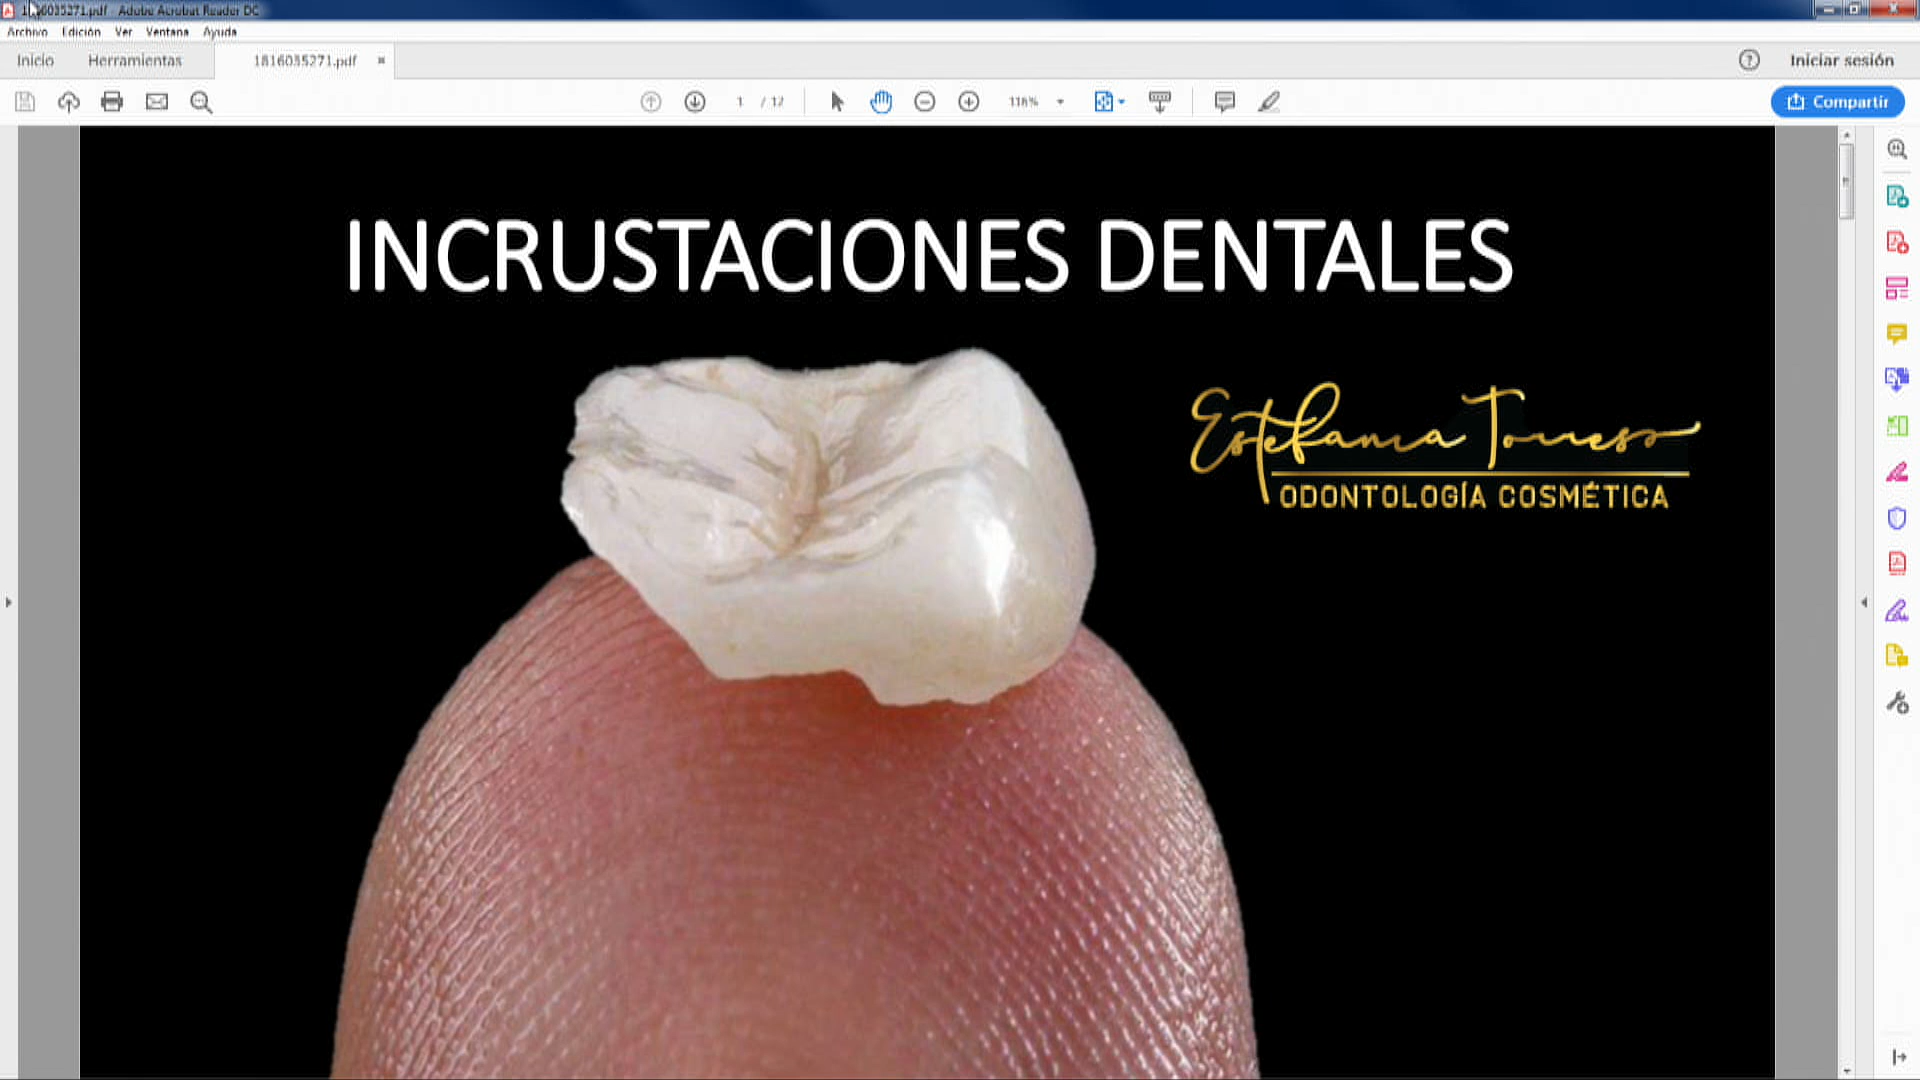 1816035271.pdf - Adobe Acrobat Reader DC
Archivo Edición Ver Ventana Ayuda
Inicio Herramientas 1816035271.pdf Iniciar sesión
1 / 12 118% Compartir
INCRUSTACIONES DENTALES
Estefania Torres
ODONTOLOGÍA COSMÉTICA